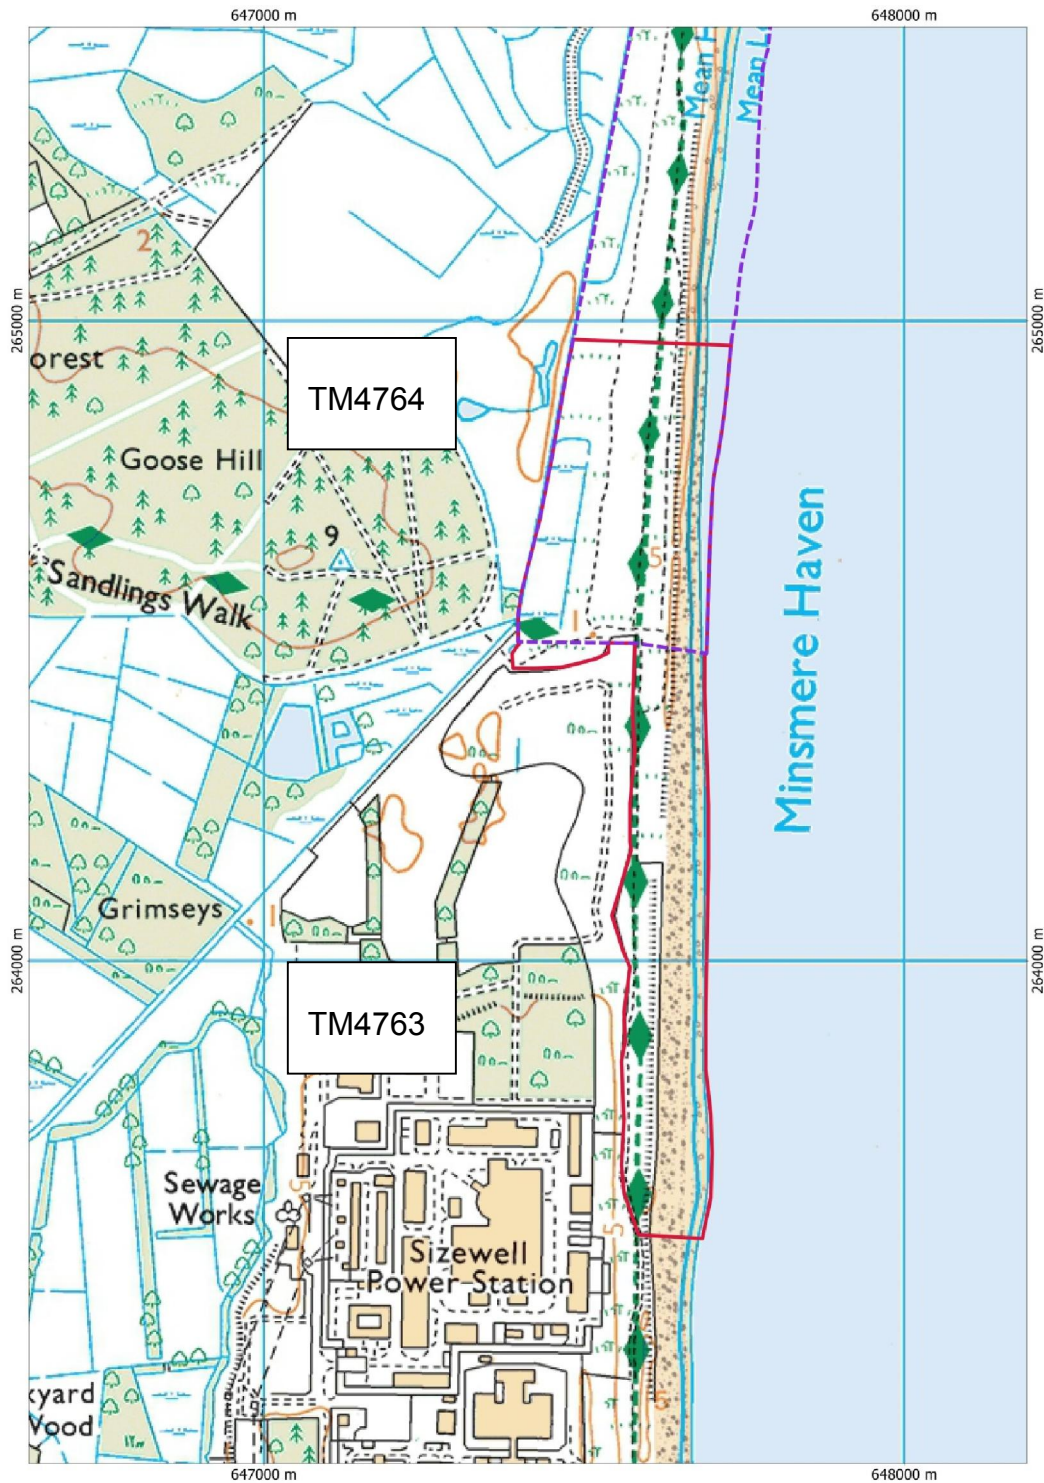 647000 m
648000 m
Mean
Mean
2
265000 m
265000 m
orest
TM4764
Goose Hill
9
5
Sandlings Walk
1
Minsmere Haven
Grimseys
1
264000 m
264000 m
TM4763
Sewage
Works
5
5
Sizewell
Power Station
5
kyard
Wood
647000 m
648000 m